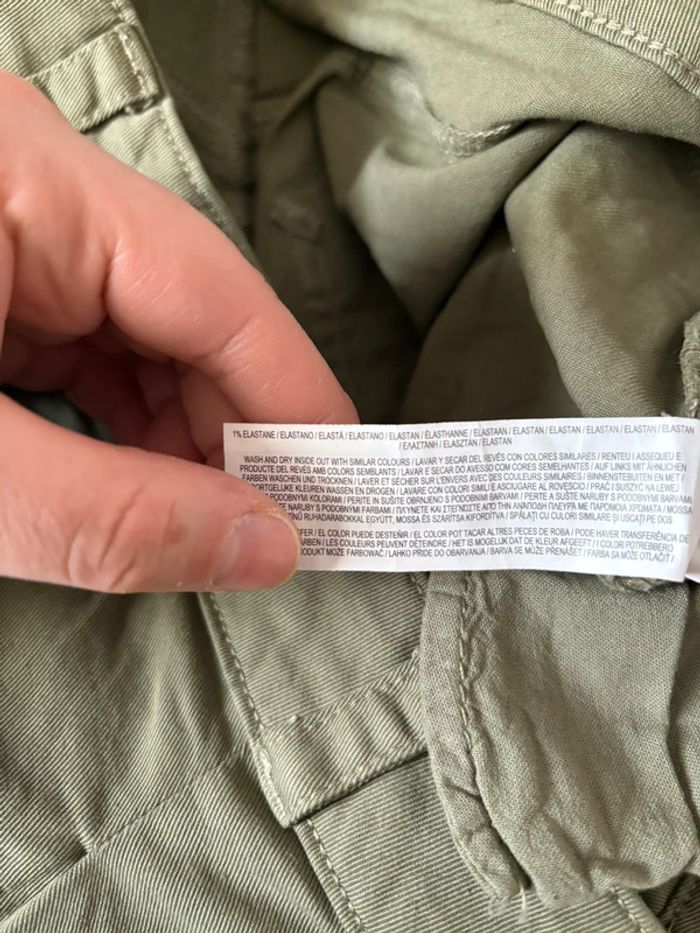 1% ELASTANE / ELASTANO / ELASTÀ / ELASTANO / ELASTAN / ÉLASTHANNE / ELASTAAN / ELASTAN / ELASTAN / ELASTAN / ELASTAN / ELASTAN
/ ΕΛΑΣΤΑΝΗ / ELASZTÁN / ELASTAN
WASH AND DRY INSIDE OUT WITH SIMILAR COLOURS / LAVAR Y SECAR DEL REVÉS CON COLORES SIMILARES / RENTEU I ASSEQUEU E
PRODUCTE DEL REVÉS AMB COLORS SEMBLANTS / LAVAR E SECAR DO AVESSO COM CORES SEMELHANTES / AUF LINKS MIT ÄHNLICHEN
FARBEN WASCHEN UND TROCKNEN / LAVER ET SÉCHER SUR L'ENVERS AVEC DES COULEURS SIMILAIRES / BINNENSTEBUITEN EN MET
ORTGELIJKE KLEUREN WASSEN EN DROGEN / LAVARE CON COLORI SIMILI E ASCIUGARE AL ROVESCIO / PRAĆ I SUSZYĆ NA LEWEJ
PODOBNYMI KOLORAMI / PERITE IN SUŠITE OBRNJENO S PODOBNIMI BARVAMI / PERTE A SUŠTE NARUBY S PODOBNÝMI BARVAMI
S PODOBNÝMI FARBAMI / ΠΛΥΝΕΤΕ ΚΑΙ ΣΤΕΓΝΩΣΤΕ ΑΠΟ ΤΗΝ ΑΝΑΠΟΔΗ ΠΛΕΥΡΑ ΜΕ ΠΑΡΟΜΟΙΑ ΧΡΩΜΑΤΑ / MOSSA
RUHADARABOKKAL EGYÜTT, MOSSA ÉS SZÁRÍTSA KIFORDÍTVA / SPĂLAȚI CU CULORI SIMILARE ȘI USCAȚI PE DOS
FER / EL COLOR PUEDE DESTEÑIR / EL COLOR POT TACAR ALTRES PECES DE ROBA / PODE HAVER TRANSFERÊNCIA DE
RBEN / LES COULEURS PEUVENT DÉTEINDRE / HET IS MOGELIJK DAT DE KLEUR AFGEEFT / I COLORI POTREBBERO
ODUKT MOŻE FARBOWAĆ / LAHKO PRIDE DO OBARVANJA / BARVA SE MŮŽE PŘENÁŠET / FARBA SA MÔŽE OTLAČIŤ /